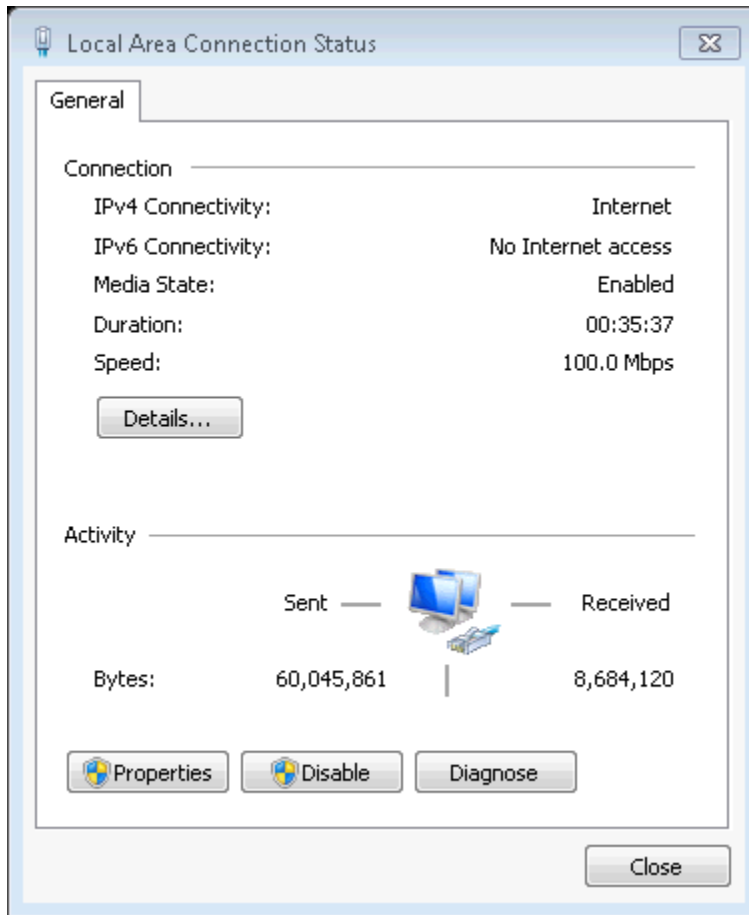 Local Area Connection Status
General
Connection
IPv4 Connectivity: Internet
IPv6 Connectivity: No Internet access
Media State: Enabled
Duration: 00:35:37
Speed: 100.0 Mbps
Details...
Activity
Sent Received
Bytes: 60,045,861 8,684,120
Properties Disable Diagnose
Close